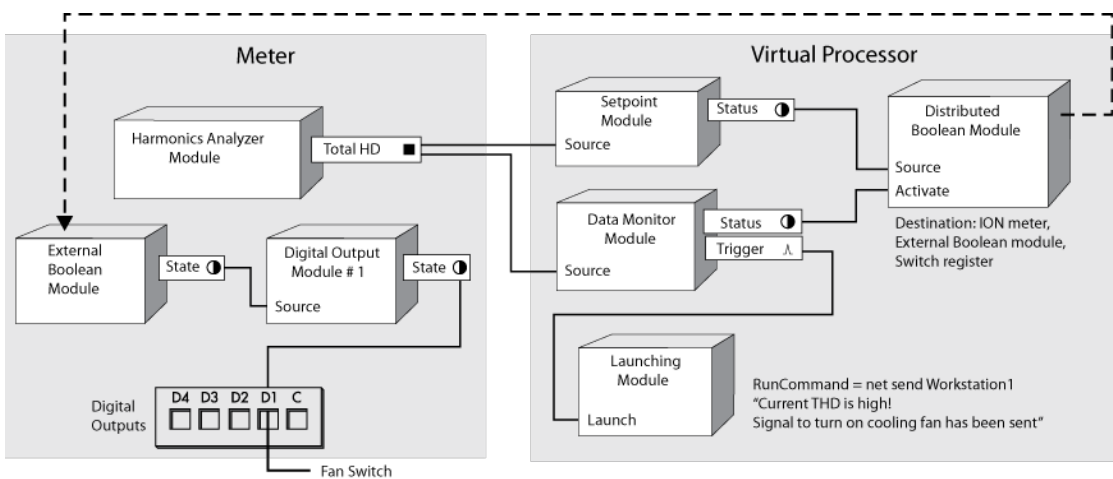 Meter
Harmonics Analyzer
Module
Total HD
External
Boolean
Module
State
Digital Output
Module # 1
Source
State
Digital
Outputs
D4 D3 D2 D1 C
Fan Switch
Virtual Processor
Setpoint
Module
Source
Status
Distributed
Boolean Module
Source
Activate
Destination: ION meter,
External Boolean module,
Switch register
Data Monitor
Module
Source
Status
Trigger
Launching
Module
Launch
RunCommand = net send Workstation1
“Current THD is high!
Signal to turn on cooling fan has been sent”